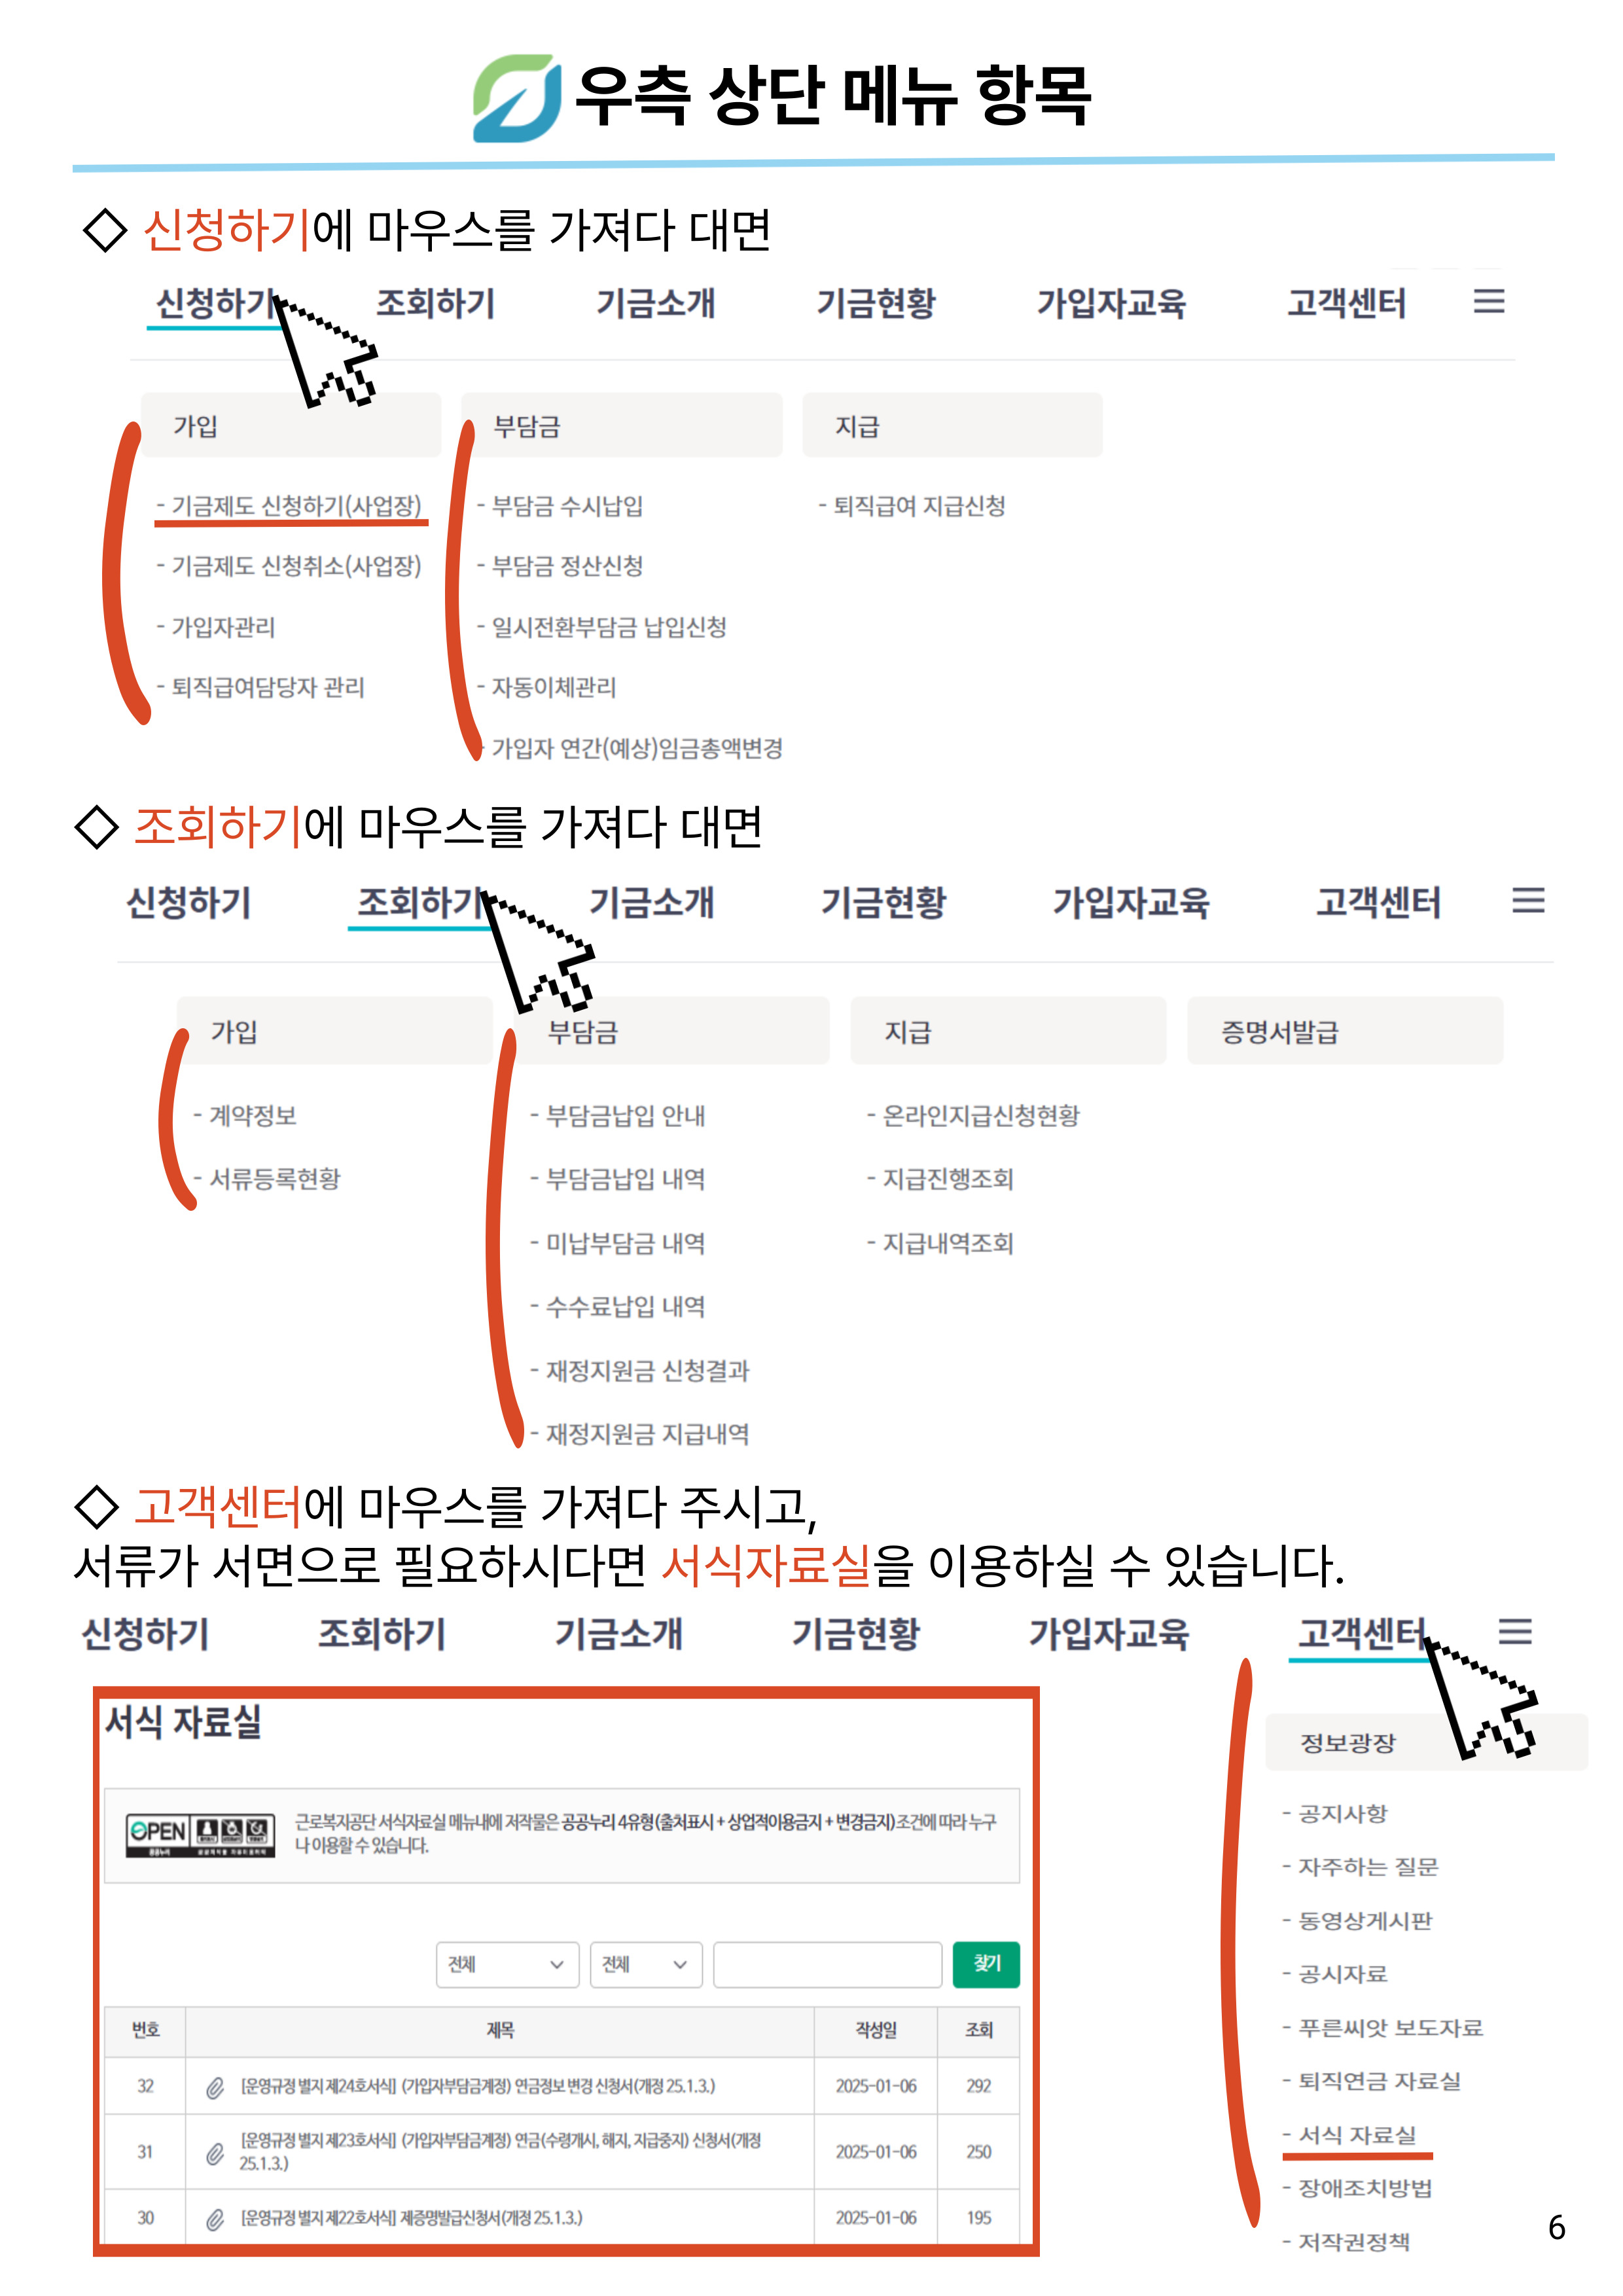 우측 상단 메뉴 항목
◇ 신청하기에 마우스를 가져다 대면
신청하기 조회하기 기금소개 기금현황 가입자교육 고객센터
가입 부담금 지급
- 기금제도 신청하기(사업장) - 부담금 수시납입 - 퇴직급여 지급신청
- 기금제도 신청취소(사업장) - 부담금 정산신청
- 가입자관리 - 일시전환부담금 납입신청
- 퇴직급여담당자 관리 - 자동이체관리
- 가입자 연간(예상)임금총액변경
◇ 조회하기에 마우스를 가져다 대면
신청하기 조회하기 기금소개 기금현황 가입자교육 고객센터
가입 부담금 지급 증명서발급
- 계약정보 - 부담금납입 안내 - 온라인지급신청현황
- 서류등록현황 - 부담금납입 내역 - 지급진행조회
- 미납부담금 내역 - 지급내역조회
- 수수료납입 내역
- 재정지원금 신청결과
- 재정지원금 지급내역
◇ 고객센터에 마우스를 가져다 주시고,
서류가 서면으로 필요하시다면 서식자료실을 이용하실 수 있습니다.
신청하기 조회하기 기금소개 기금현황 가입자교육 고객센터
서식 자료실
OPEN
공공누리
근로복지공단 서식자료실 메뉴내에 저작물은 공공누리 4유형(출처표시 + 상업적이용금지 + 변경금지)조건에 따라 누구
나 이용할 수 있습니다.
전체 전체 찾기
번호 제목 작성일 조회
32 [운영규정 별지 제24호서식] (가입자부담금계정) 연금정보 변경 신청서(개정 25.1.3.) 2025-01-06 292
31 [운영규정 별지 제23호서식] (가입자부담금계정) 연금(수령개시, 해지, 지급중지) 신청서(개정
25.1.3.) 2025-01-06 250
30 [운영규정 별지 제22호서식] 제증명발급신청서(개정 25.1.3.) 2025-01-06 195
정보광장
- 공지사항
- 자주하는 질문
- 동영상게시판
- 공시자료
- 푸른씨앗 보도자료
- 퇴직연금 자료실
- 서식 자료실
- 장애조치방법
- 저작권정책
6